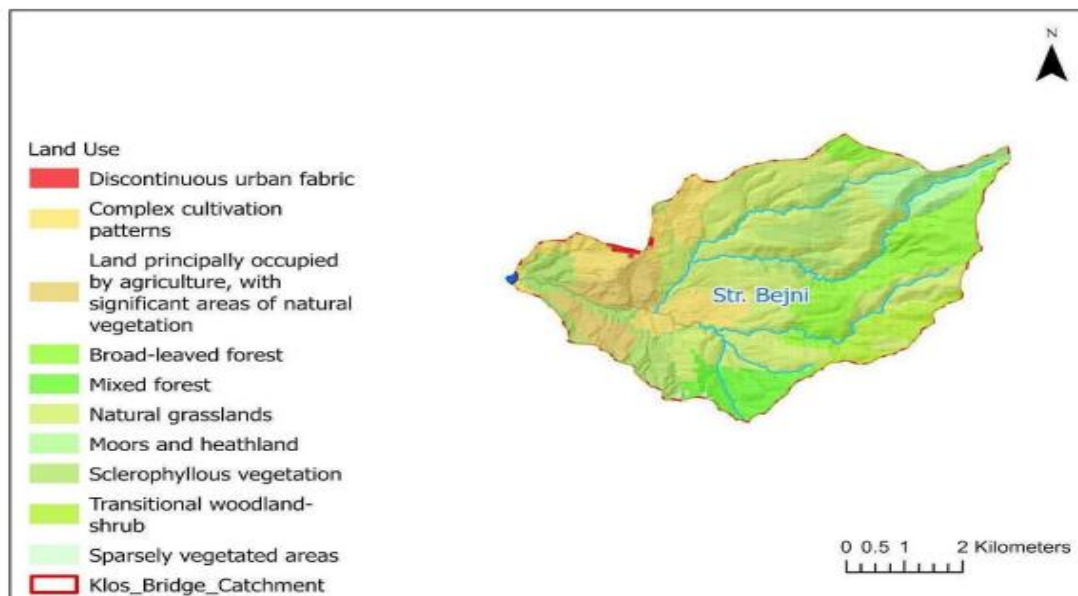 N
Land Use
Discontinuous urban fabric
Complex cultivation
patterns
Land principally occupied
by agriculture, with
significant areas of natural
vegetation
Broad-leaved forest
Mixed forest
Natural grasslands
Moors and heathland
Sclerophyllous vegetation
Transitional woodland-
shrub
Sparsely vegetated areas
Klos_Bridge_Catchment
Str. Bejni
0 0.5 1 2 Kilometers